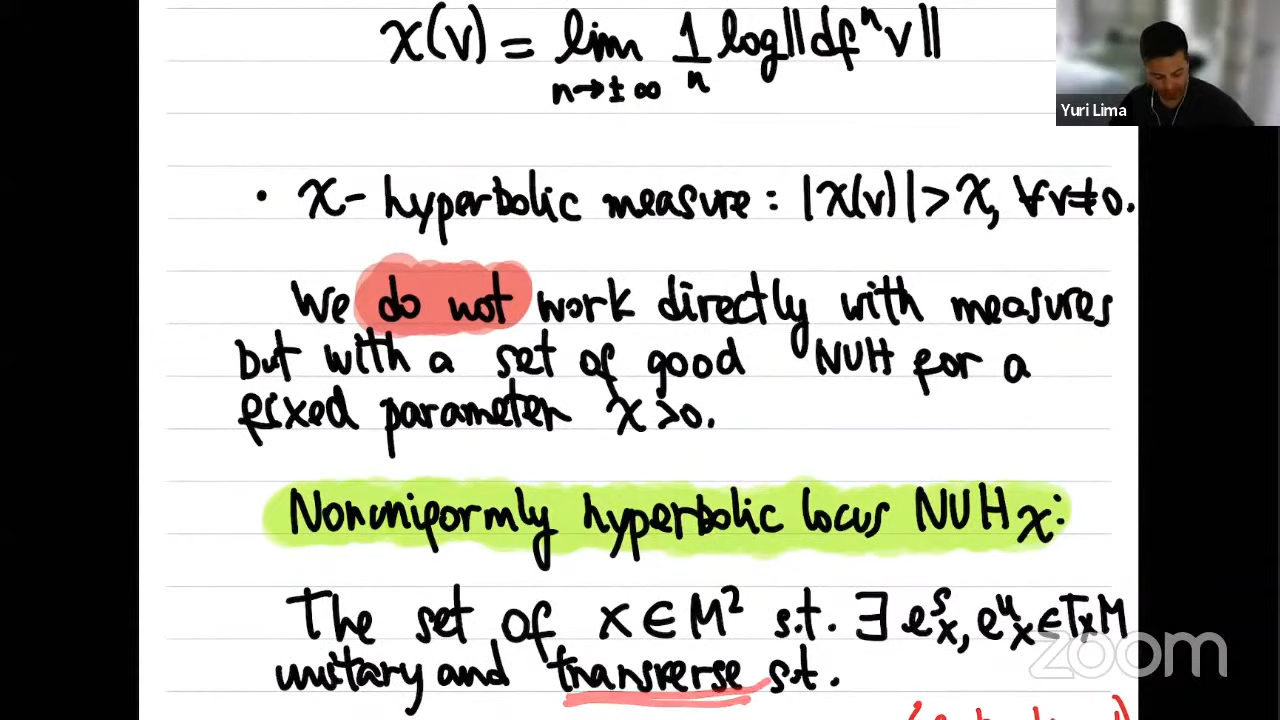 χ(v) = lim 1/n log||df^n v||
n→±∞
Yuri Lima
• χ- hyperbolic measure: |χ(v)|>χ, ∀v≠0.
We do not work directly with measures
but with a set of good NUH for a
fixed parameter χ>0.
Nonuniformly hyperbolic locus NUHχ:
The set of x∈M² s.t. ∃ e^s_x, e^u_x ∈TxM
unitary and transverse s.t.
zoom